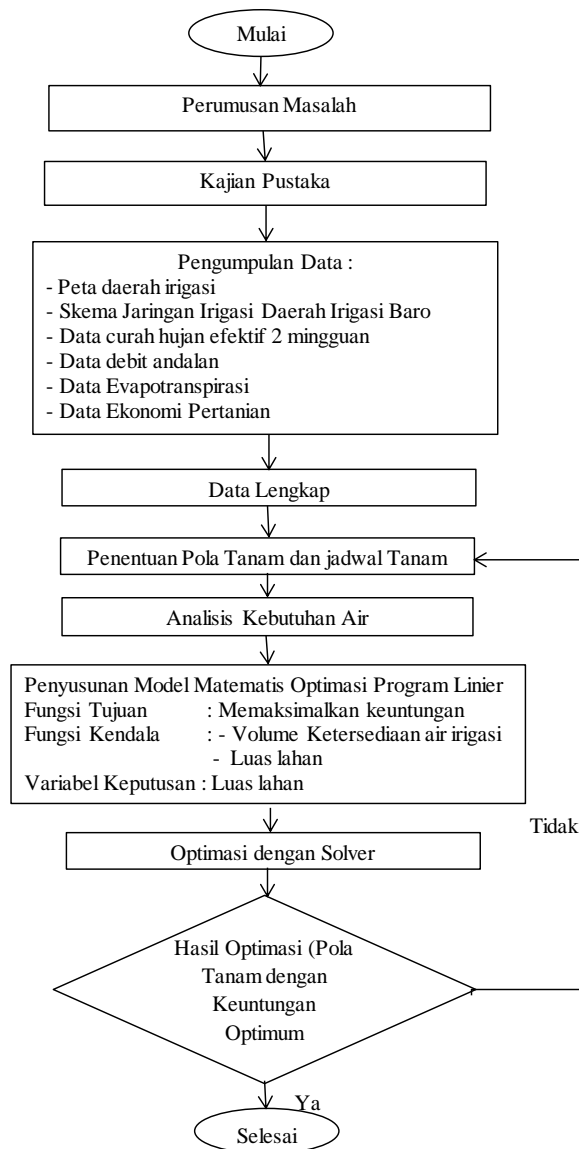 Mulai
Perumusan Masalah
Kajian Pustaka
Pengumpulan Data :
- Peta daerah irigasi
- Skema Jaringan Irigasi Daerah Irigasi Baro
- Data curah hujan efektif 2 mingguan
- Data debit andalan
- Data Evapotranspirasi
- Data Ekonomi Pertanian
Data Lengkap
Penentuan Pola Tanam dan jadwal Tanam
Analisis Kebutuhan Air
Penyusunan Model Matematis Optimasi Program Linier
Fungsi Tujuan : Memaksimalkan keuntungan
Fungsi Kendala : - Volume Ketersediaan air irigasi
- Luas lahan
Variabel Keputusan : Luas lahan
Tidak
Optimasi dengan Solver
Hasil Optimasi (Pola
Tanam dengan
Keuntungan
Optimum
Ya
Selesai